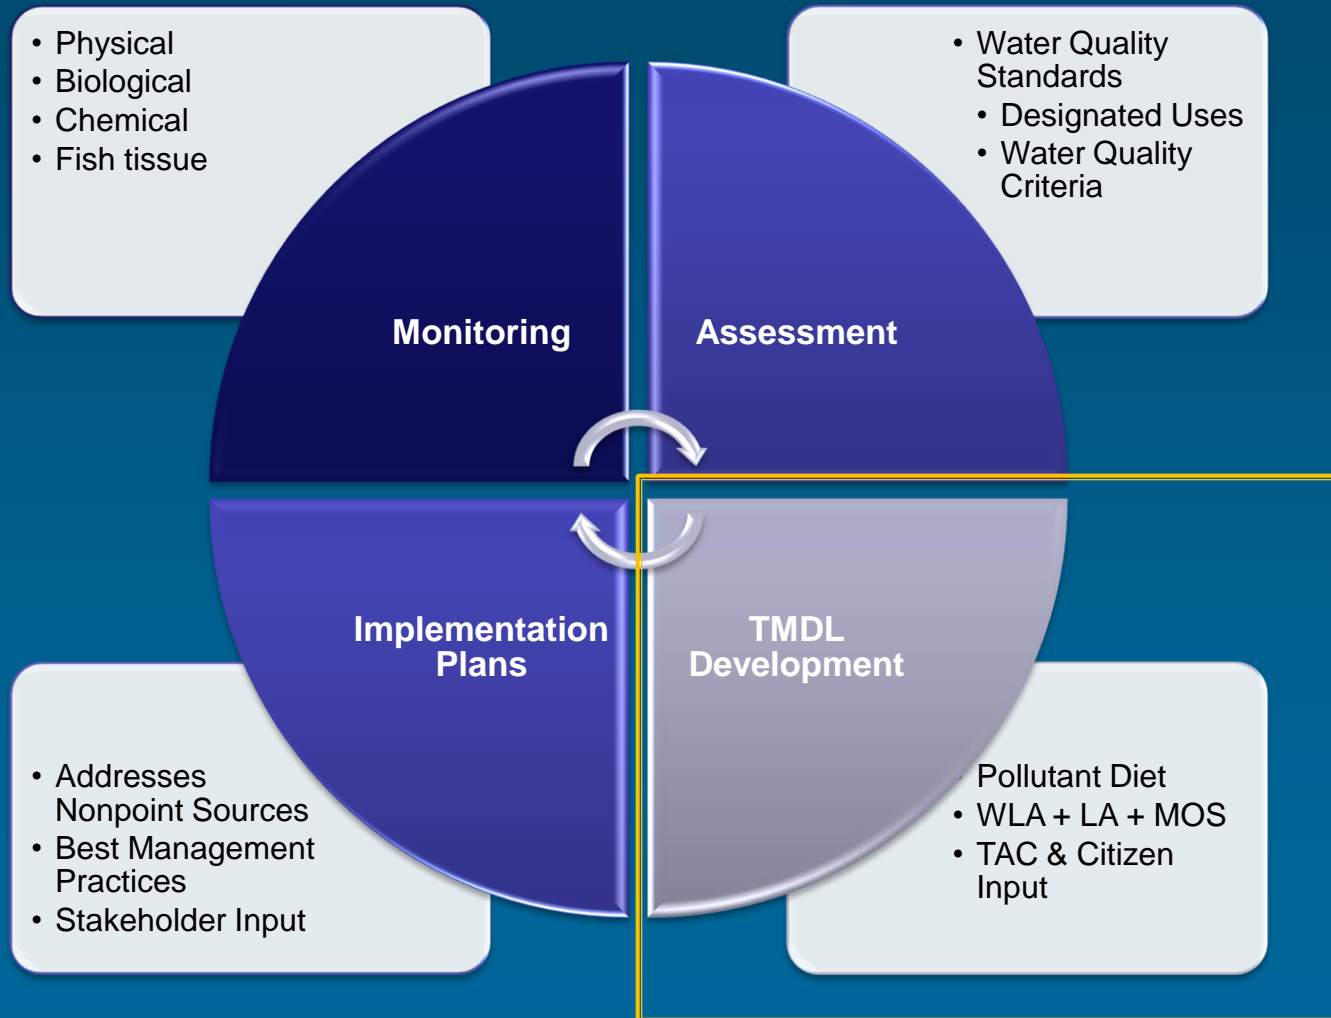 • Physical
• Biological
• Chemical
• Fish tissue
• Water Quality
Standards
• Designated Uses
• Water Quality
Criteria
Monitoring
Assessment
Implementation
Plans
TMDL
Development
• Addresses
Nonpoint Sources
• Best Management
Practices
• Stakeholder Input
• Pollutant Diet
• WLA + LA + MOS
• TAC & Citizen
Input